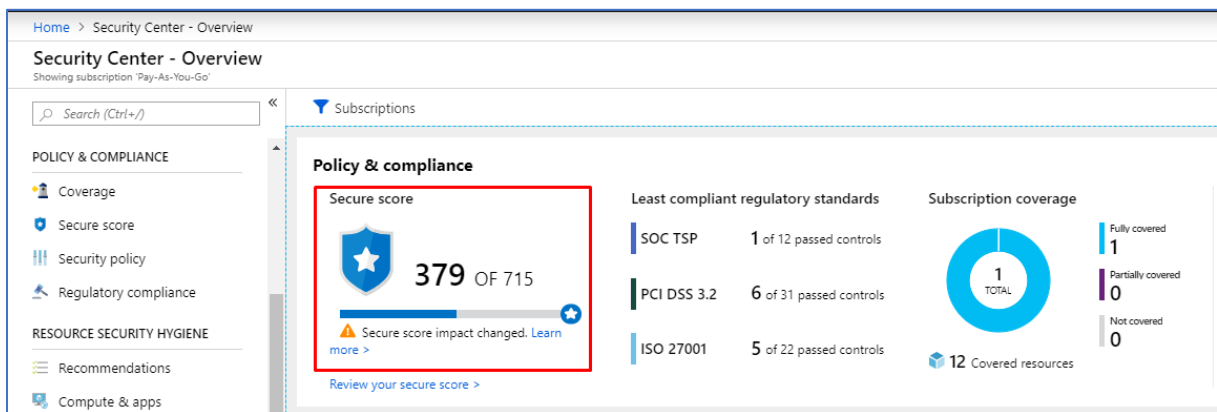 Home > Security Center - Overview
Security Center - Overview
Showing subscription 'Pay-As-You-Go'
Search (Ctrl+/)
«
Subscriptions
POLICY & COMPLIANCE
Coverage
Secure score
Security policy
Regulatory compliance
RESOURCE SECURITY HYGIENE
Recommendations
Compute & apps
Policy & compliance
Secure score
379 OF 715
Secure score impact changed. Learn
more >
Review your secure score >
Least compliant regulatory standards
SOC TSP 1 of 12 passed controls
PCI DSS 3.2 6 of 31 passed controls
ISO 27001 5 of 22 passed controls
Subscription coverage
1
TOTAL
Fully covered
1
Partially covered
0
Not covered
0
12 Covered resources